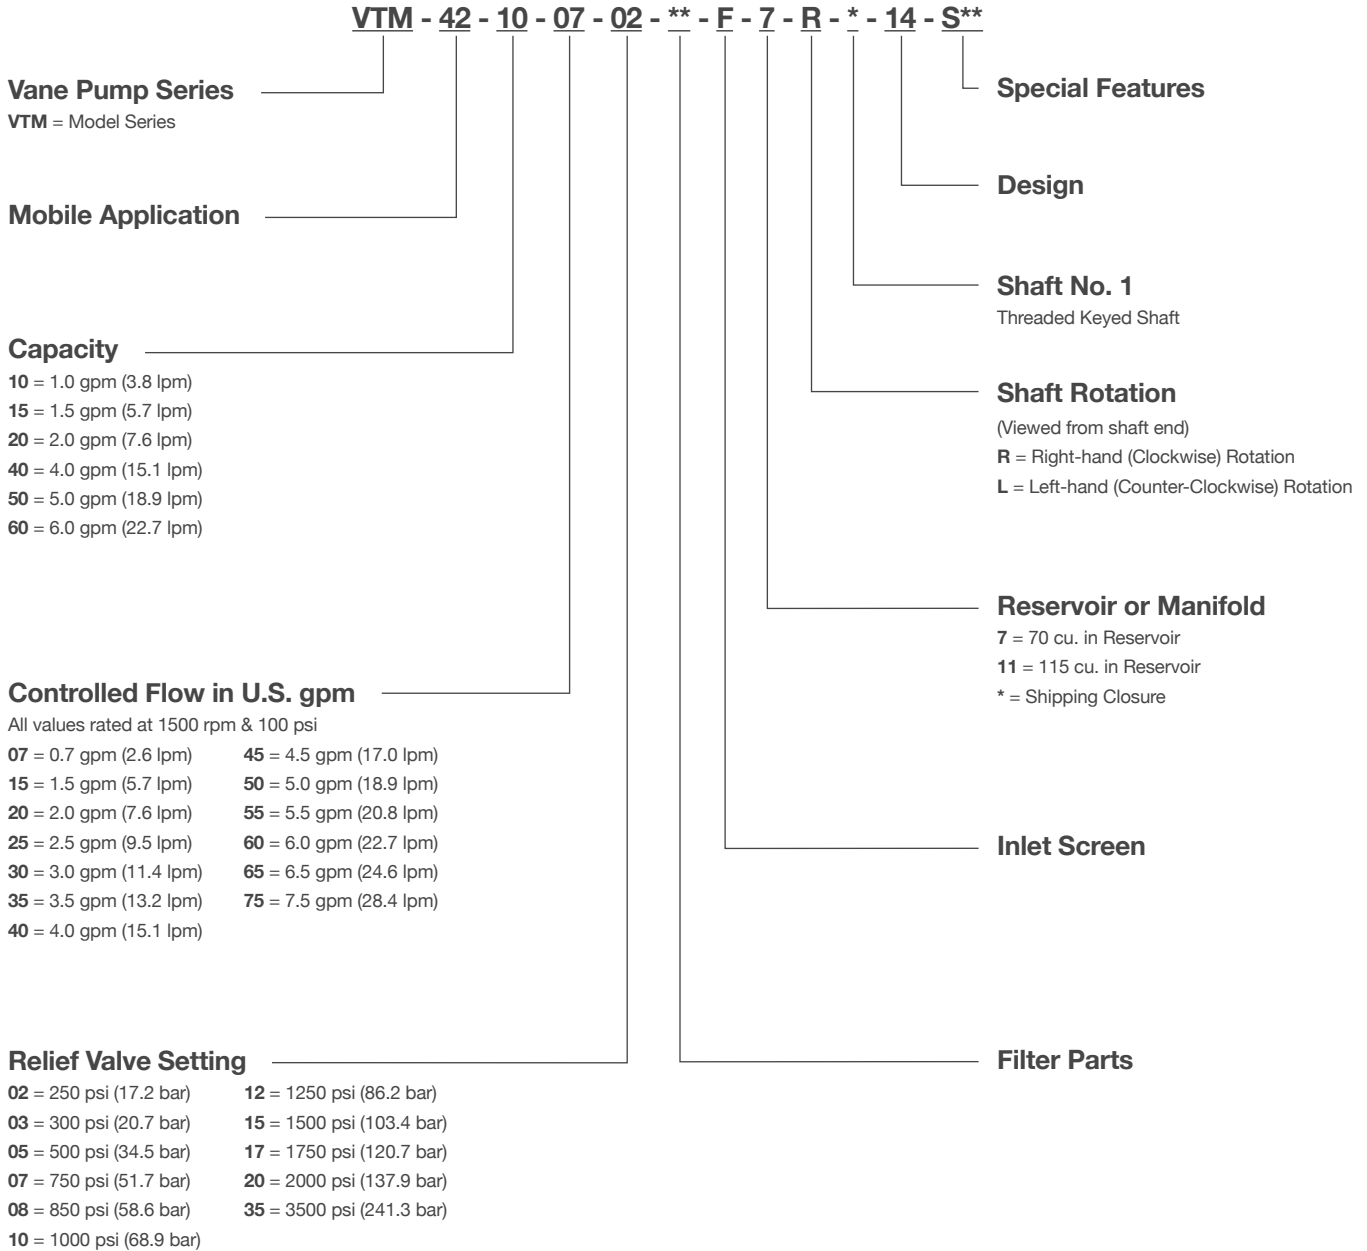 VTM - 42 - 10 - 07 - 02 - ** - F - 7 - R - * - 14 - S**
Vane Pump Series
VTM = Model Series
Mobile Application
Capacity
10 = 1.0 gpm (3.8 lpm)
15 = 1.5 gpm (5.7 lpm)
20 = 2.0 gpm (7.6 lpm)
40 = 4.0 gpm (15.1 lpm)
50 = 5.0 gpm (18.9 lpm)
60 = 6.0 gpm (22.7 lpm)
Controlled Flow in U.S. gpm
All values rated at 1500 rpm & 100 psi
07 = 0.7 gpm (2.6 lpm)
15 = 1.5 gpm (5.7 lpm)
20 = 2.0 gpm (7.6 lpm)
25 = 2.5 gpm (9.5 lpm)
30 = 3.0 gpm (11.4 lpm)
35 = 3.5 gpm (13.2 lpm)
40 = 4.0 gpm (15.1 lpm)
45 = 4.5 gpm (17.0 lpm)
50 = 5.0 gpm (18.9 lpm)
55 = 5.5 gpm (20.8 lpm)
60 = 6.0 gpm (22.7 lpm)
65 = 6.5 gpm (24.6 lpm)
75 = 7.5 gpm (28.4 lpm)
Relief Valve Setting
02 = 250 psi (17.2 bar)
03 = 300 psi (20.7 bar)
05 = 500 psi (34.5 bar)
07 = 750 psi (51.7 bar)
08 = 850 psi (58.6 bar)
10 = 1000 psi (68.9 bar)
12 = 1250 psi (86.2 bar)
15 = 1500 psi (103.4 bar)
17 = 1750 psi (120.7 bar)
20 = 2000 psi (137.9 bar)
35 = 3500 psi (241.3 bar)
Special Features
Design
Shaft No. 1
Threaded Keyed Shaft
Shaft Rotation
(Viewed from shaft end)
R = Right-hand (Clockwise) Rotation
L = Left-hand (Counter-Clockwise) Rotation
Reservoir or Manifold
7 = 70 cu. in Reservoir
11 = 115 cu. in Reservoir
* = Shipping Closure
Inlet Screen
Filter Parts